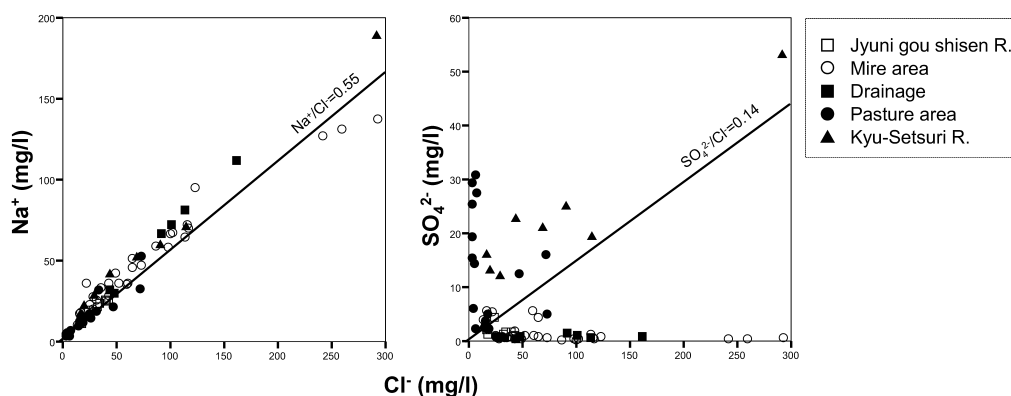 200
150
100
50
0
0
50
100
150
200
250
300
Na⁺ (mg/l)
Na⁺/Cl⁻=0.55
60
50
40
30
20
10
0
0
50
100
150
200
250
300
SO₄²⁻ (mg/l)
SO₄²⁻/Cl⁻=0.14
Cl⁻ (mg/l)
Jyuni gou shisen R.
Mire area
Drainage
Pasture area
Kyu-Setsuri R.